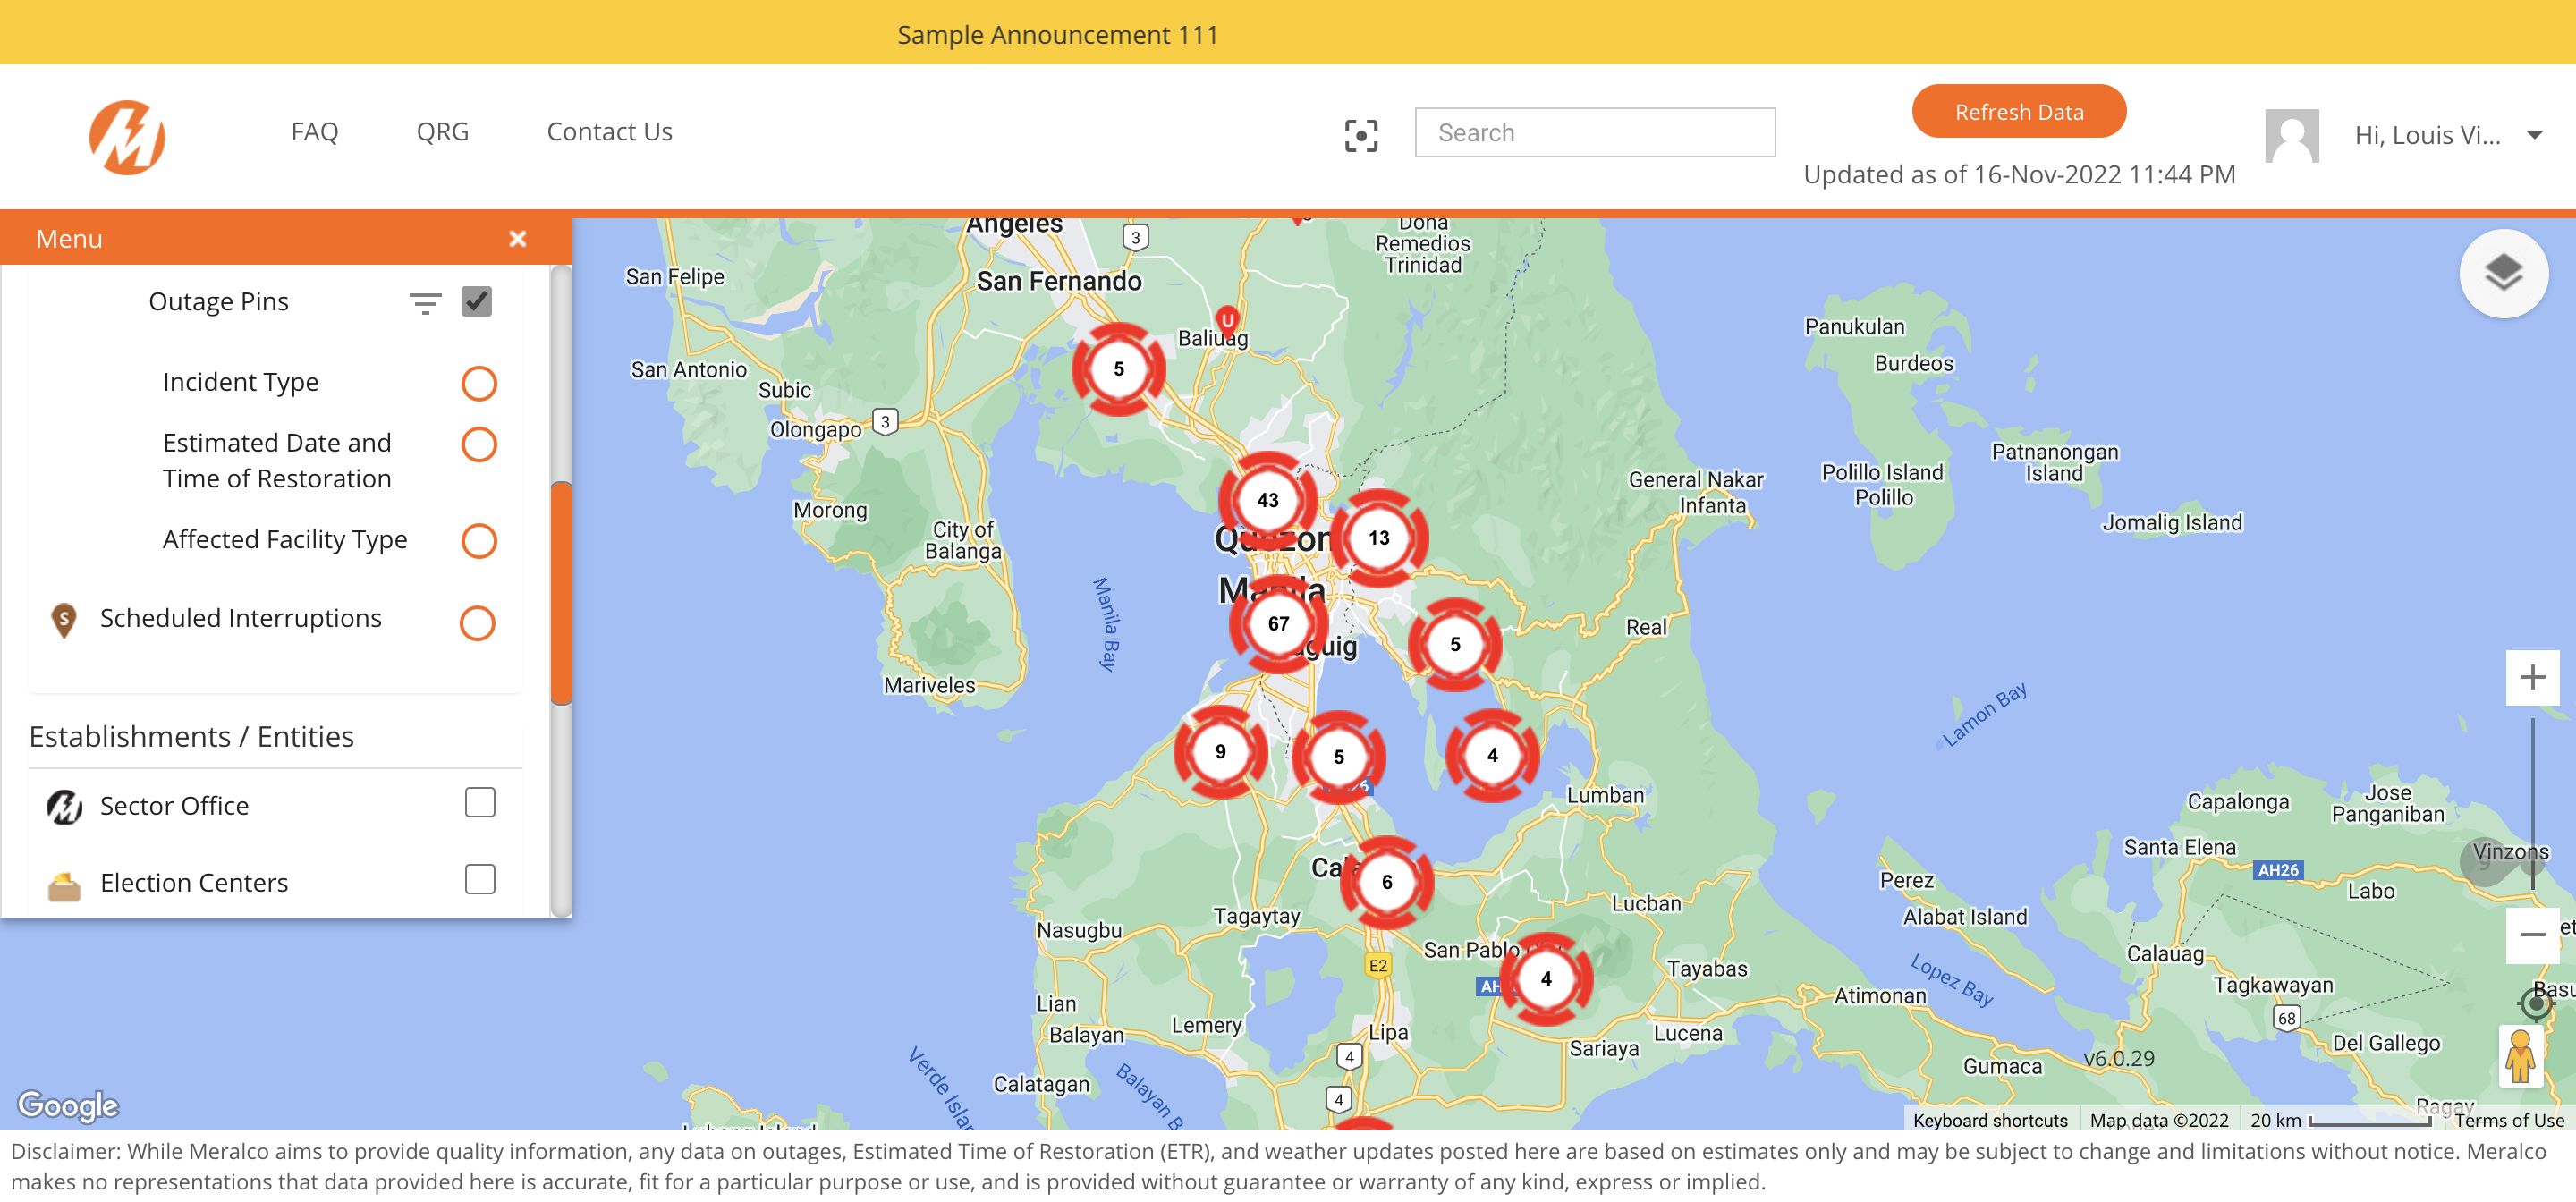 Sample Announcement 111
FAQ
QRG
Contact Us
Search
Refresh Data
Updated as of 16-Nov-2022 11:44 PM
Hi, Louis Vi...
Menu
Outage Pins
Incident Type
Estimated Date and
Time of Restoration
Affected Facility Type
S
Scheduled Interruptions
Establishments / Entities
Sector Office
Election Centers
Angeles
3
Dona
Remedios
Trinidad
San Felipe
San Fernando
U
Baliuag
5
San Antonio
Subic
Olongapo
3
Panukulan
Burdeos
Patnanongan
Island
Polillo Island
Polillo
General Nakar
Infanta
Jomalig Island
43
13
Morong
City of
Balanga
Manila Bay
67
5
Real
Mariveles
Lamon Bay
9
5
4
Lumban
Capalonga
Jose
Panganiban
Santa Elena
Vinzons
9
AH26
Labo
Perez
Alabat Island
6
Tagaytay
Lucban
Nasugbu
San Pablo
E2
4
Tayabas
Calauag
Lopez Bay
Tagkawayan
Atimonan
Lian
Balayan
Lemery
Lipa
Lucena
Sariaya
68
Del Gallego
4
Gumaca
v6.0.29
Calatagan
4
Ragay
Google
Keyboard shortcuts
Map data ©2022
20 km
Terms of Use
Disclaimer: While Meralco aims to provide quality information, any data on outages, Estimated Time of Restoration (ETR), and weather updates posted here are based on estimates only and may be subject to change and limitations without notice. Meralco
makes no representations that data provided here is accurate, fit for a particular purpose or use, and is provided without guarantee or warranty of any kind, express or implied.